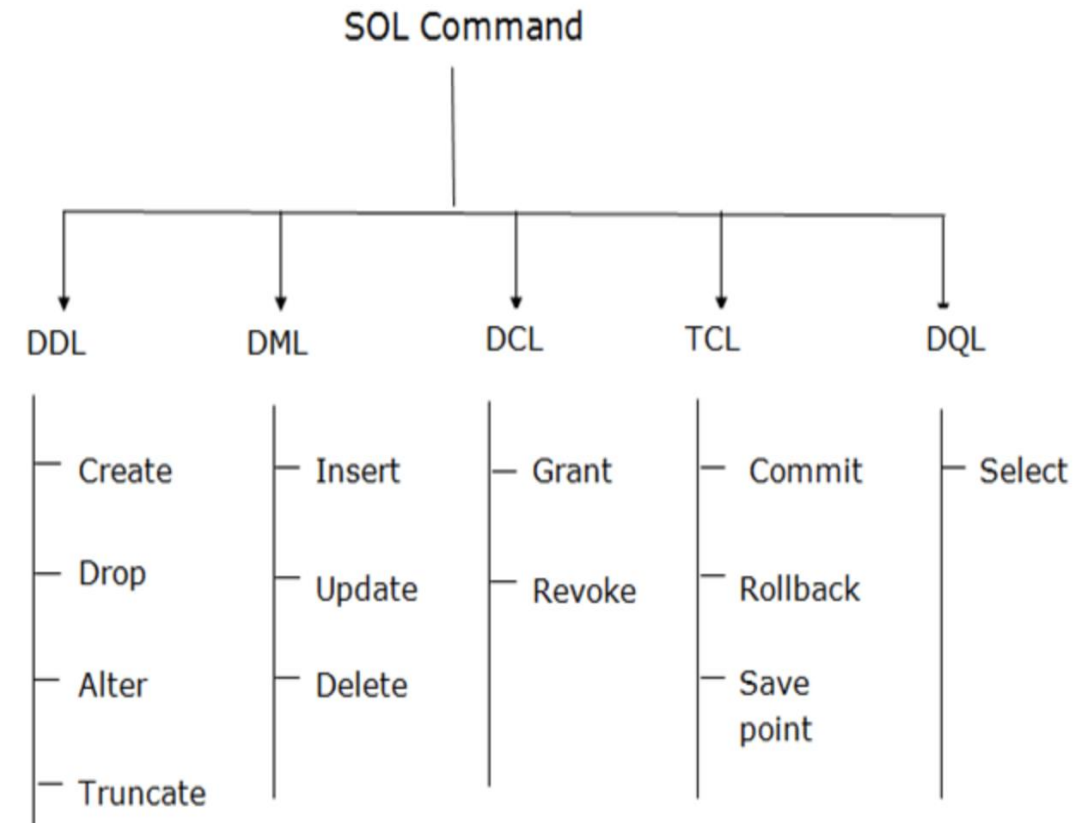 SOL Command
DDL
DML
DCL
TCL
DQL
Create
Drop
Alter
Truncate
Insert
Update
Delete
Grant
Revoke
Commit
Rollback
Save
point
Select